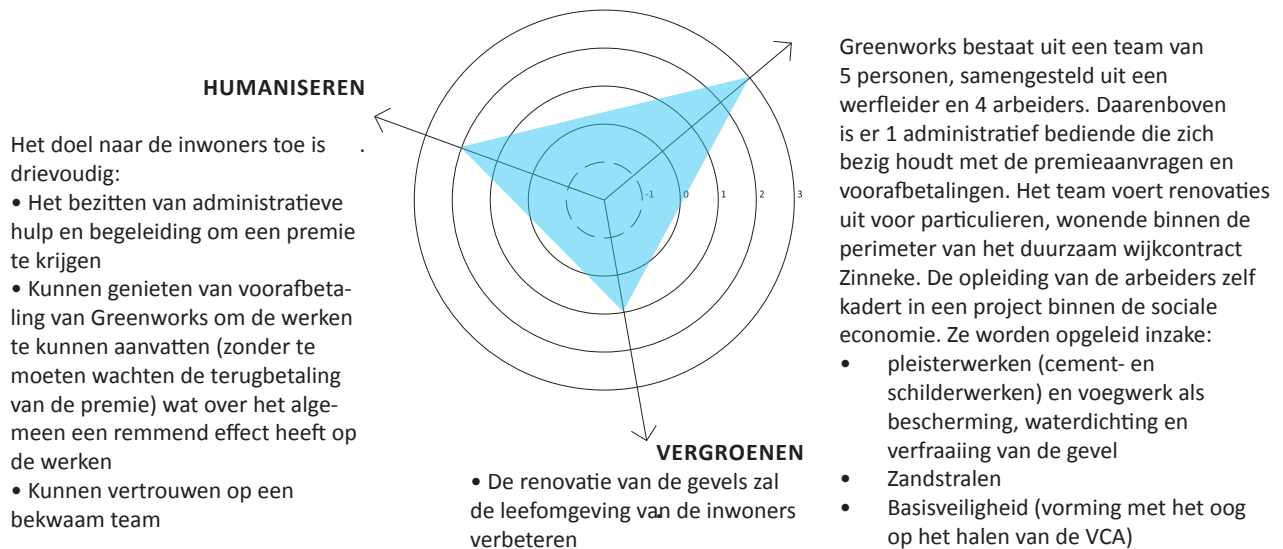 HUMANISEREN
Het doel naar de inwoners toe is .
drievoudig:
• Het bezitten van administratieve
hulp en begeleiding om een premie
te krijgen
• Kunnen genieten van voorafbeta-
ling van Greenworks om de werken
te kunnen aanvatten (zonder te
moeten wachten de terugbetaling
van de premie) wat over het alge-
meen een remmend effect heeft op
de werken
• Kunnen vertrouwen op een
bekwaam team
-1 0 1 2 3
VERGROENEN
• De renovatie van de gevels zal
de leefomgeving van de inwoners
verbeteren
Greenworks bestaat uit een team van
5 personen, samengesteld uit een
werfleider en 4 arbeiders. Daarenboven
is er 1 administratief bediende die zich
bezig houdt met de premieaanvragen en
voorafbetalingen. Het team voert renovaties
uit voor particulieren, wonende binnen de
perimeter van het duurzaam wijkcontract
Zinneke. De opleiding van de arbeiders zelf
kadert in een project binnen de sociale
economie. Ze worden opgeleid inzake:
• pleisterwerken (cement- en
schilderwerken) en voegwerk als
bescherming, waterdichting en
verfraaiing van de gevel
• Zandstralen
• Basisveiligheid (vorming met het oog
op het halen van de VCA)